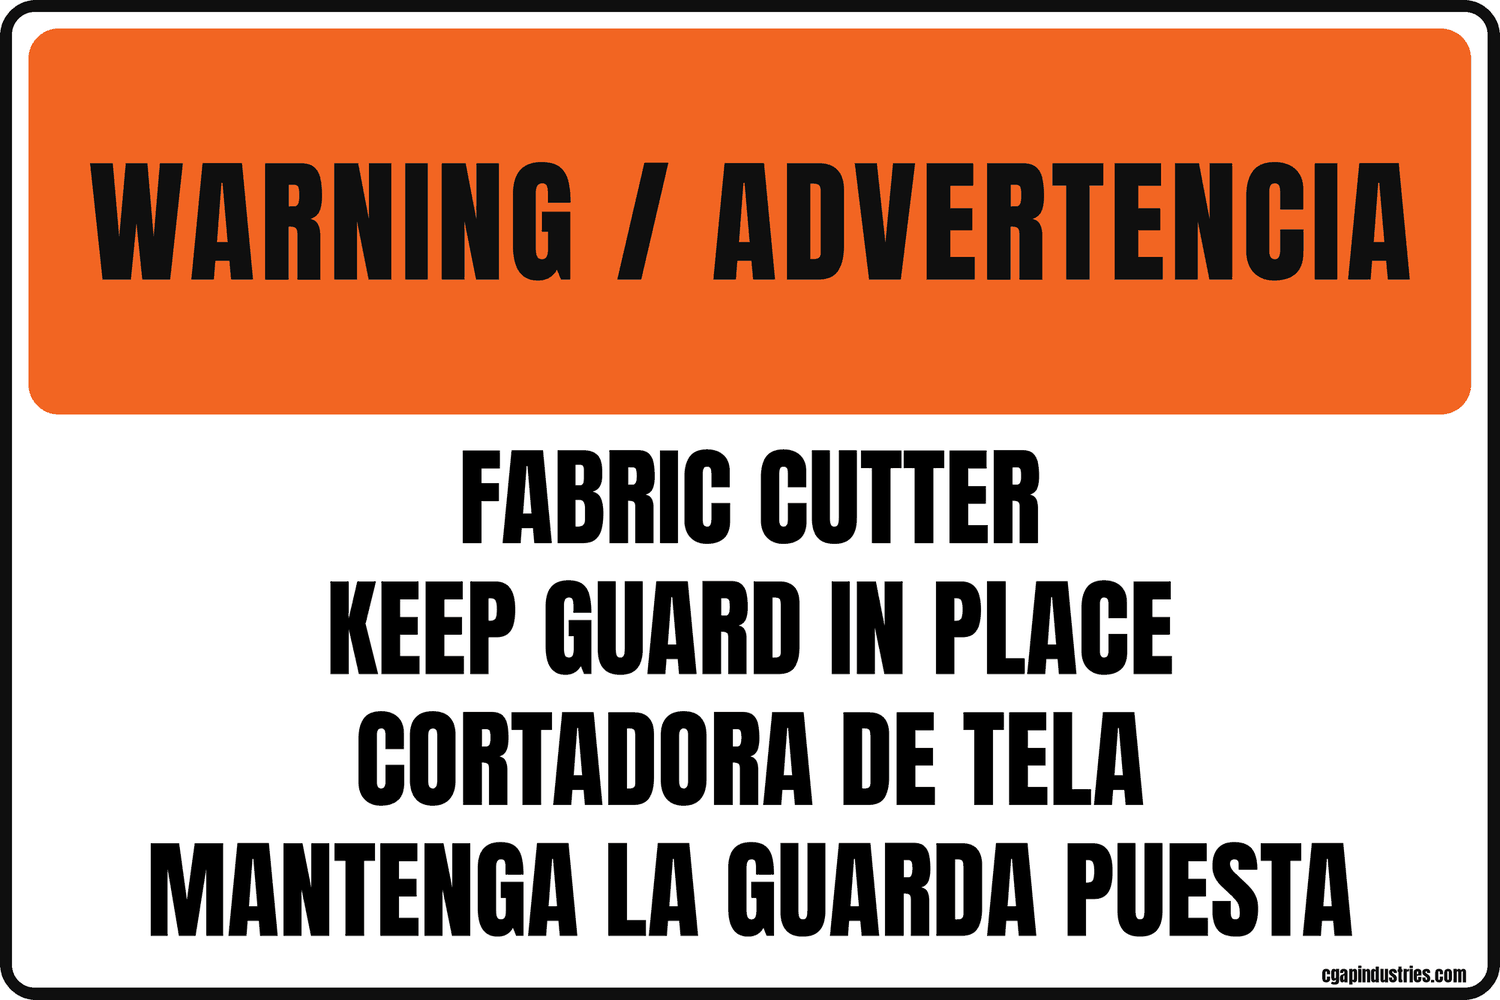 WARNING / ADVERTENCIA
FABRIC CUTTER
KEEP GUARD IN PLACE
CORTADORA DE TELA
MANTENGA LA GUARDA PUESTA
cgapindustries.com